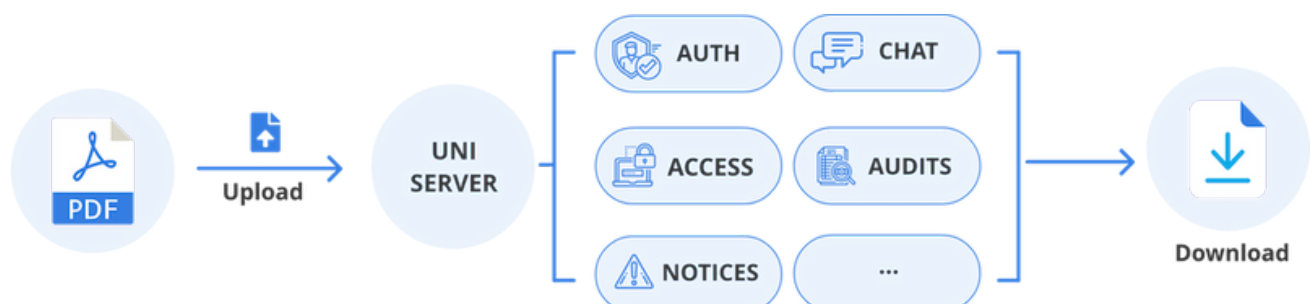 PDF
Upload
UNI
SERVER
AUTH
CHAT
ACCESS
AUDITS
NOTICES
...
Download